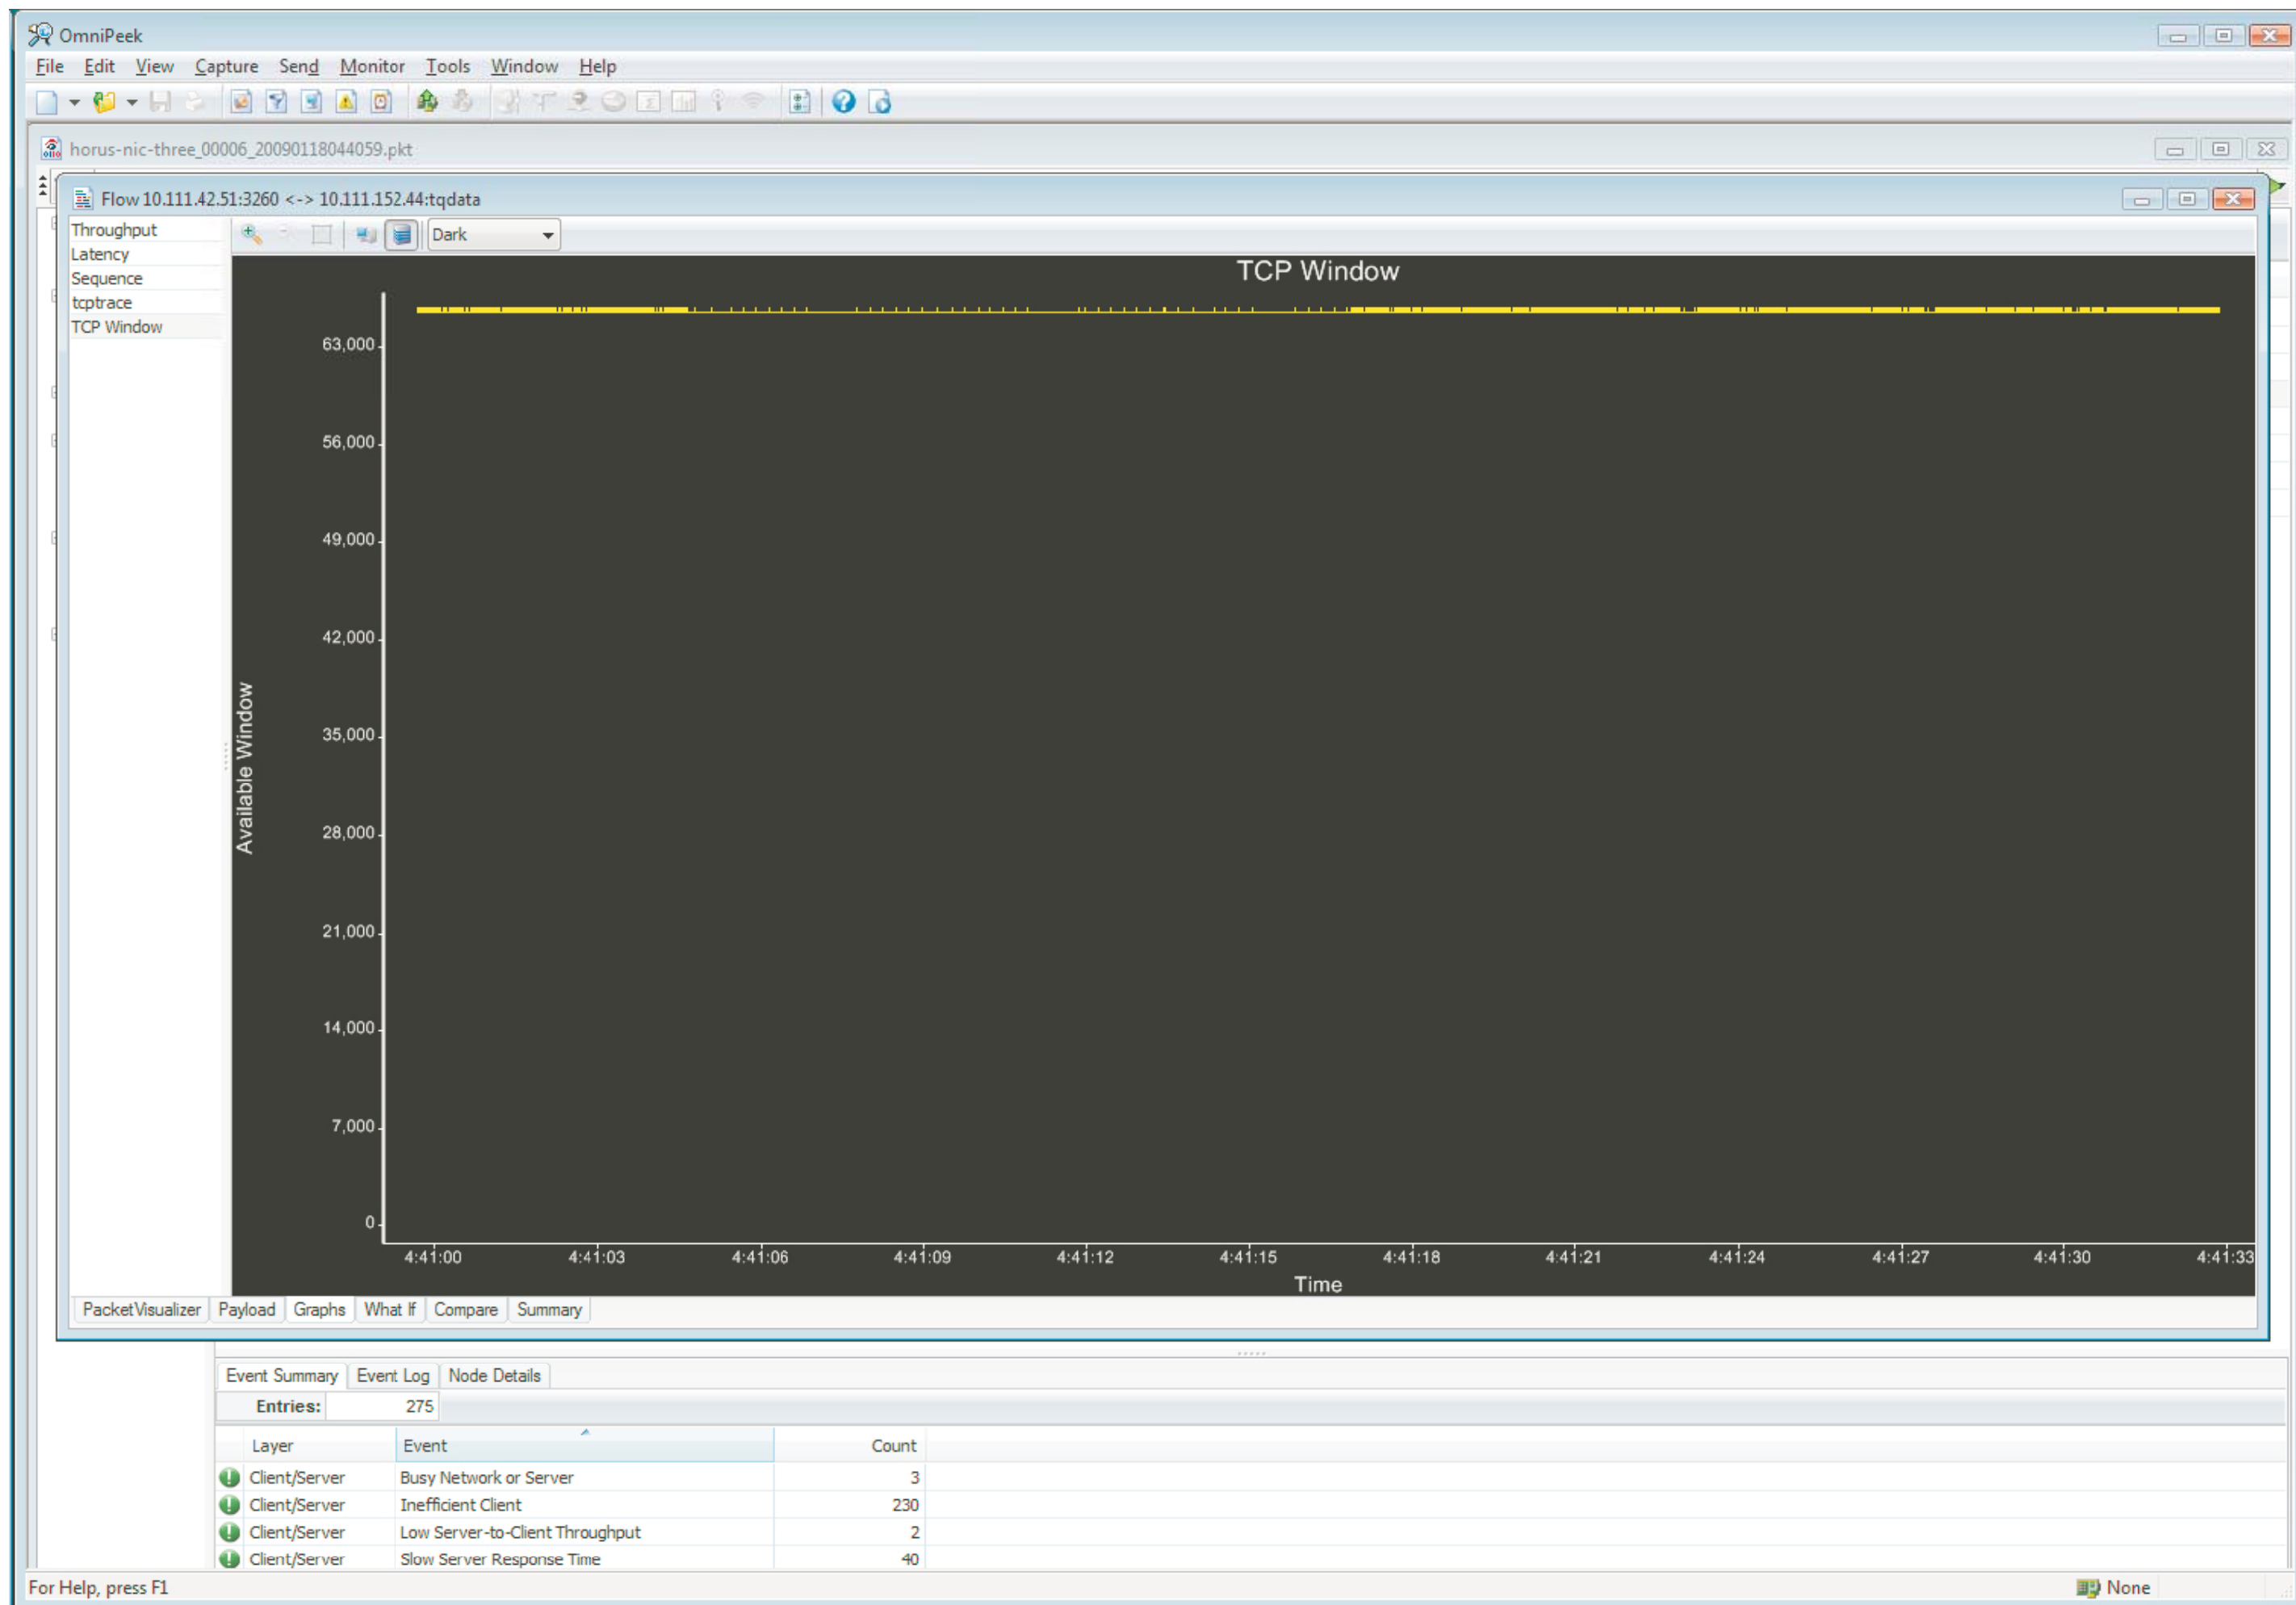 OmniPeek
File Edit View Capture Send Monitor Tools Window Help
horus-nic-three_00006_20090118044059.pkt
Flow 10.111.42.51:3260 <-> 10.111.152.44:tqdata
Throughput
Latency
Sequence
tcptrace
TCP Window
Dark
TCP Window
63,000
56,000
49,000
42,000
35,000
28,000
21,000
14,000
7,000
0
Available Window
4:41:00 4:41:03 4:41:06 4:41:09 4:41:12 4:41:15 4:41:18 4:41:21 4:41:24 4:41:27 4:41:30 4:41:33
Time
PacketVisualizer Payload Graphs What If Compare Summary
Event Summary Event Log Node Details
Entries: 275
Layer Event Count
Client/Server Busy Network or Server 3
Client/Server Inefficient Client 230
Client/Server Low Server-to-Client Throughput 2
Client/Server Slow Server Response Time 40
For Help, press F1 None